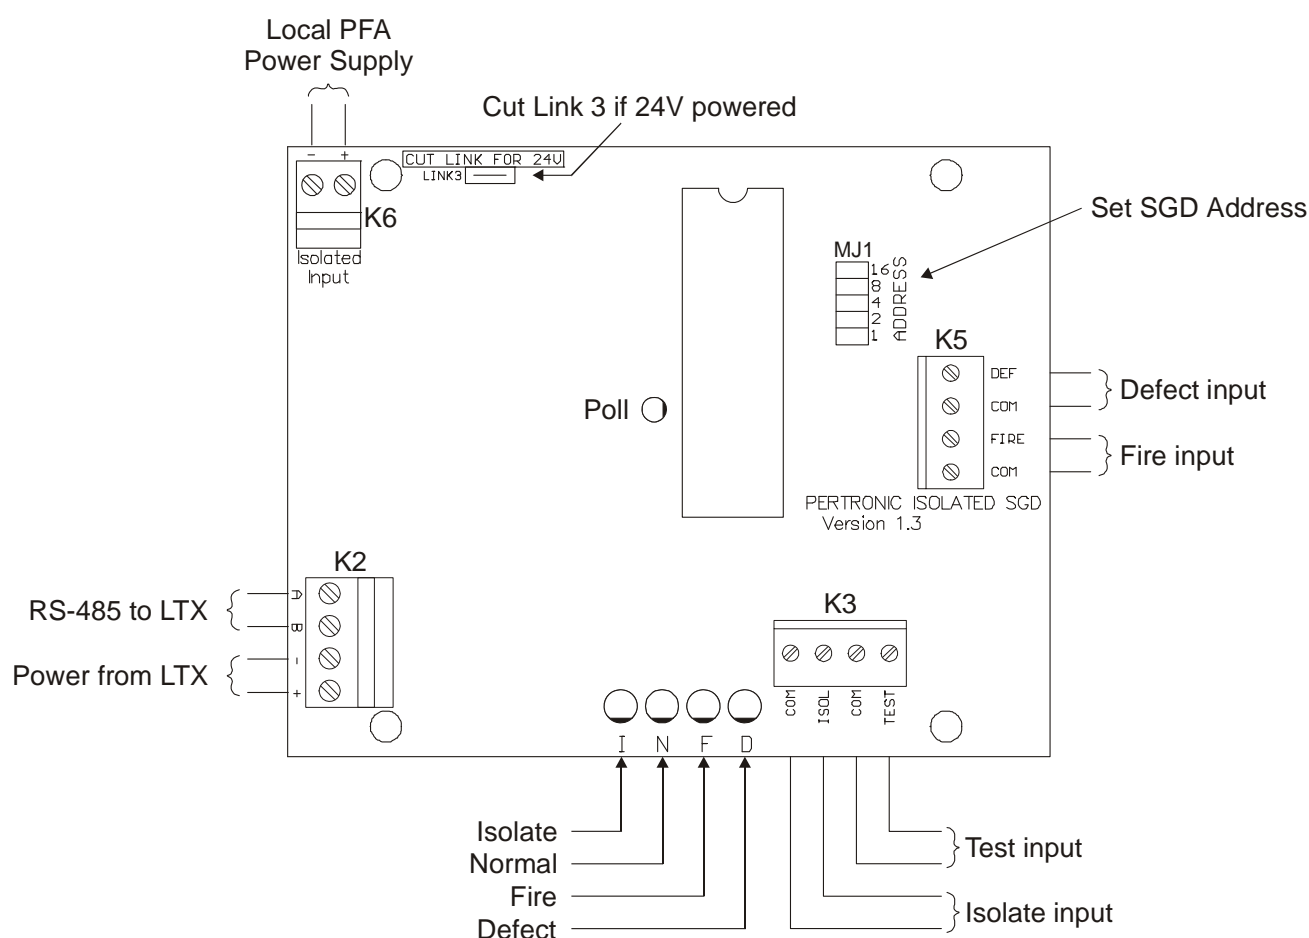 Local PFA
Power Supply
Cut Link 3 if 24V powered
- +
CUT LINK FOR 24V
LINK3
K6
Isolated
Input
Set SGD Address
MJ1
16
8
4
2
1
ADDRESS
K5
DEF
COM
FIRE
COM
Defect input
Fire input
Poll
PERTRONIC ISOLATED SGD
Version 1.3
K2
A
B
-
+
RS-485 to LTX
Power from LTX
K3
COM
ISOL
COM
TEST
I N F D
Isolate
Normal
Fire
Defect
Test input
Isolate input